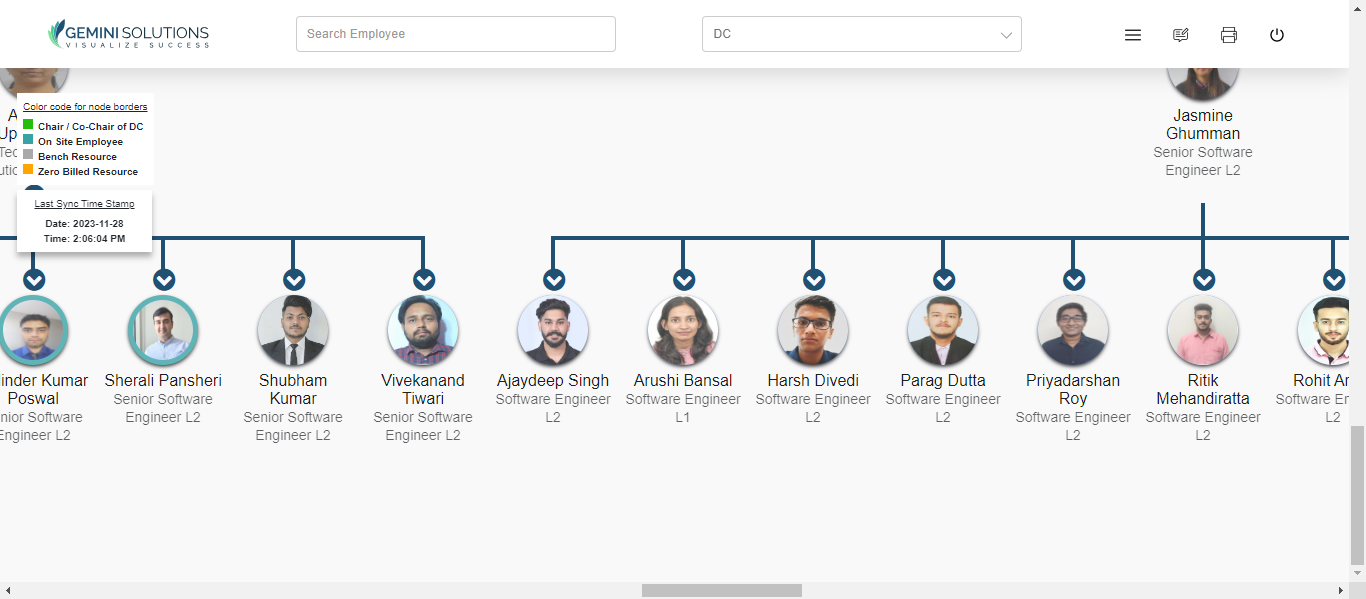 GEMINI SOLUTIONS
VISUALIZE SUCCESS
Search Employee
DC
Color code for node borders
Chair / Co-Chair of DC
On Site Employee
Bench Resource
Zero Billed Resource
Last Sync Time Stamp
Date: 2023-11-28
Time: 2:06:04 PM
Jasmine
Ghumman
Senior Software
Engineer L2
inder Kumar
Poswal
nior Software
Engineer L2
Sherali Pansheri
Senior Software
Engineer L2
Shubham
Kumar
Senior Software
Engineer L2
Vivekanand
Tiwari
Senior Software
Engineer L2
Ajaydeep Singh
Software Engineer
L2
Arushi Bansal
Software Engineer
L1
Harsh Divedi
Software Engineer
L2
Parag Dutta
Software Engineer
L2
Priyadarshan
Roy
Software Engineer
L2
Ritik
Mehandiratta
Software Engineer
L2
Rohit Ar
Software E
L2